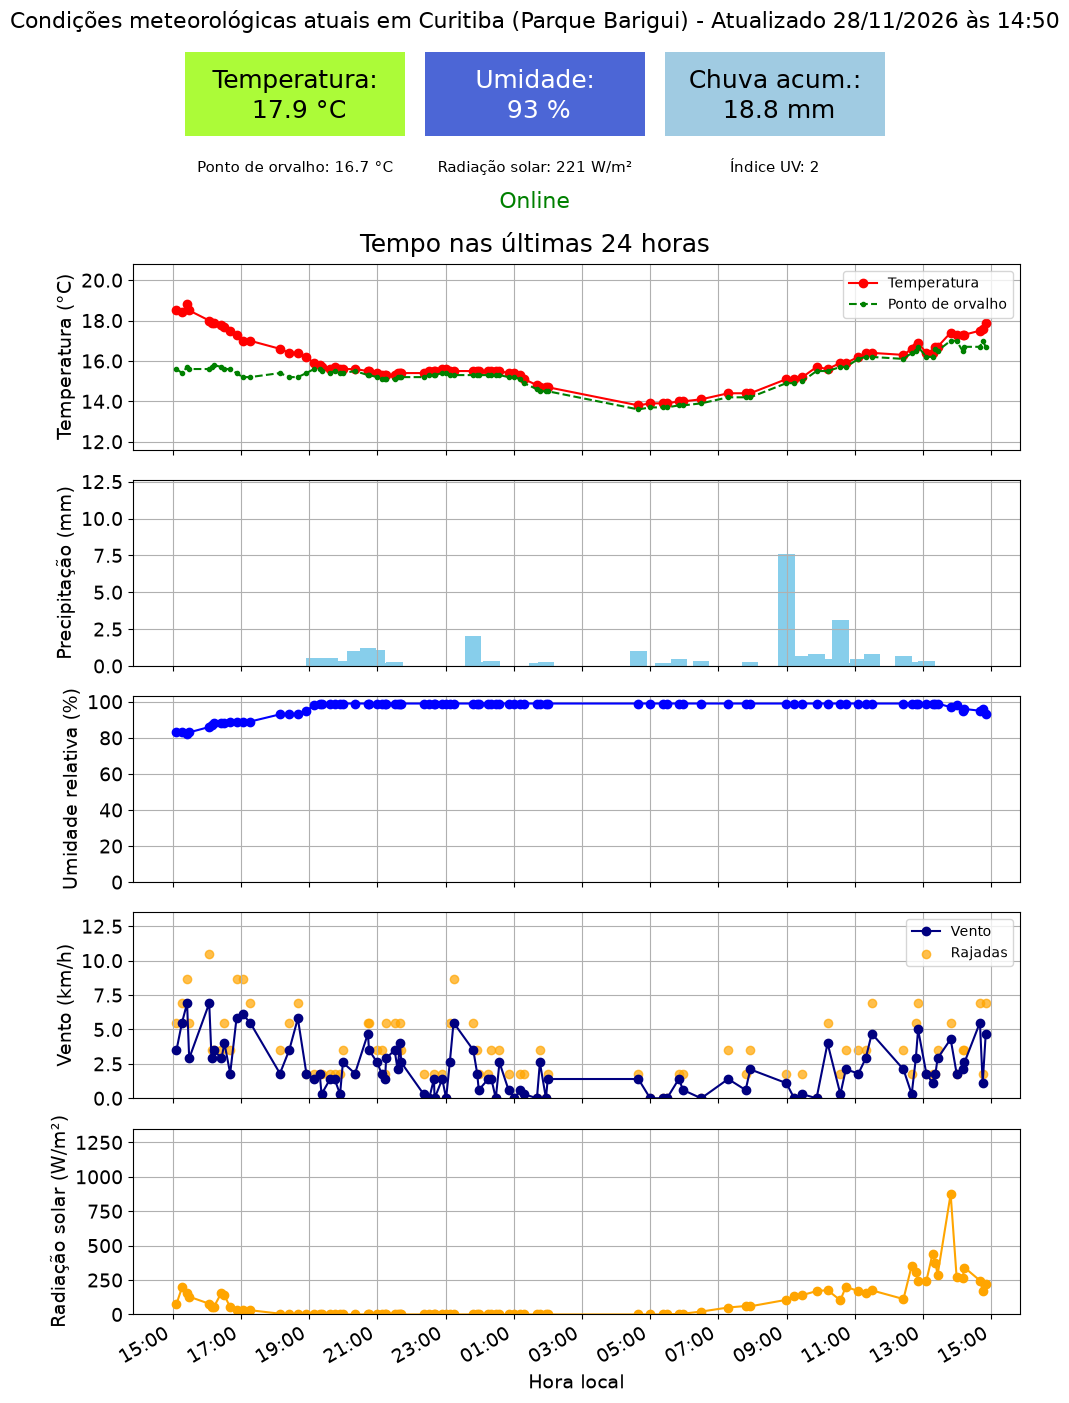 Condições meteorológicas atuais em Curitiba (Parque Barigui) - Atualizado 28/11/2026 às 14:50
Temperatura:
17.9 °C
Umidade:
93 %
Chuva acum.:
18.8 mm
Ponto de orvalho: 16.7 °C
Radiação solar: 221 W/m²
Índice UV: 2
Online
Tempo nas últimas 24 horas
Temperatura (°C)
20.0
18.0
16.0
14.0
12.0
Temperatura
Ponto de orvalho
Precipitação (mm)
12.5
10.0
7.5
5.0
2.5
0.0
Umidade relativa (%)
100
80
60
40
20
0
Vento (km/h)
12.5
10.0
7.5
5.0
2.5
0.0
Vento
Rajadas
Radiação solar (W/m²)
1250
1000
750
500
250
0
15:00
17:00
19:00
21:00
23:00
01:00
03:00
05:00
07:00
09:00
11:00
13:00
15:00
Hora local